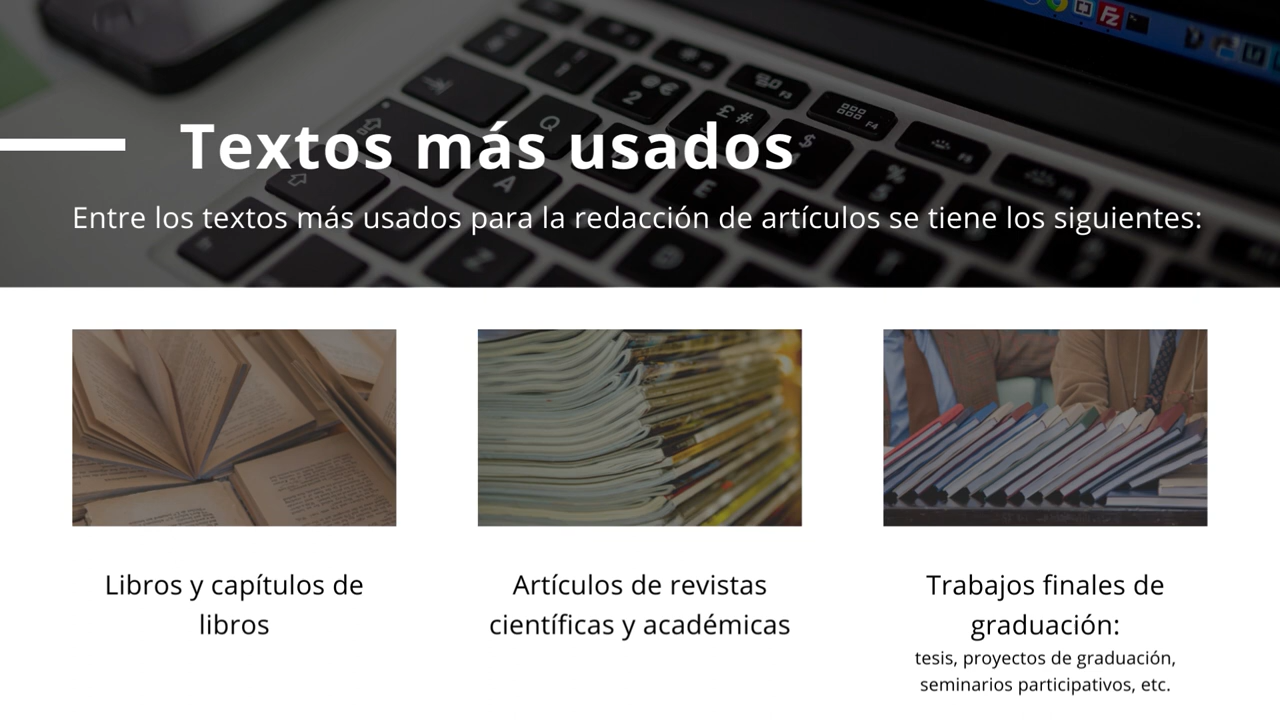 Textos más usados
Entre los textos más usados para la redacción de artículos se tiene los siguientes:
Libros y capítulos de
libros
Artículos de revistas
científicas y académicas
Trabajos finales de
graduación:
tesis, proyectos de graduación,
seminarios participativos, etc.